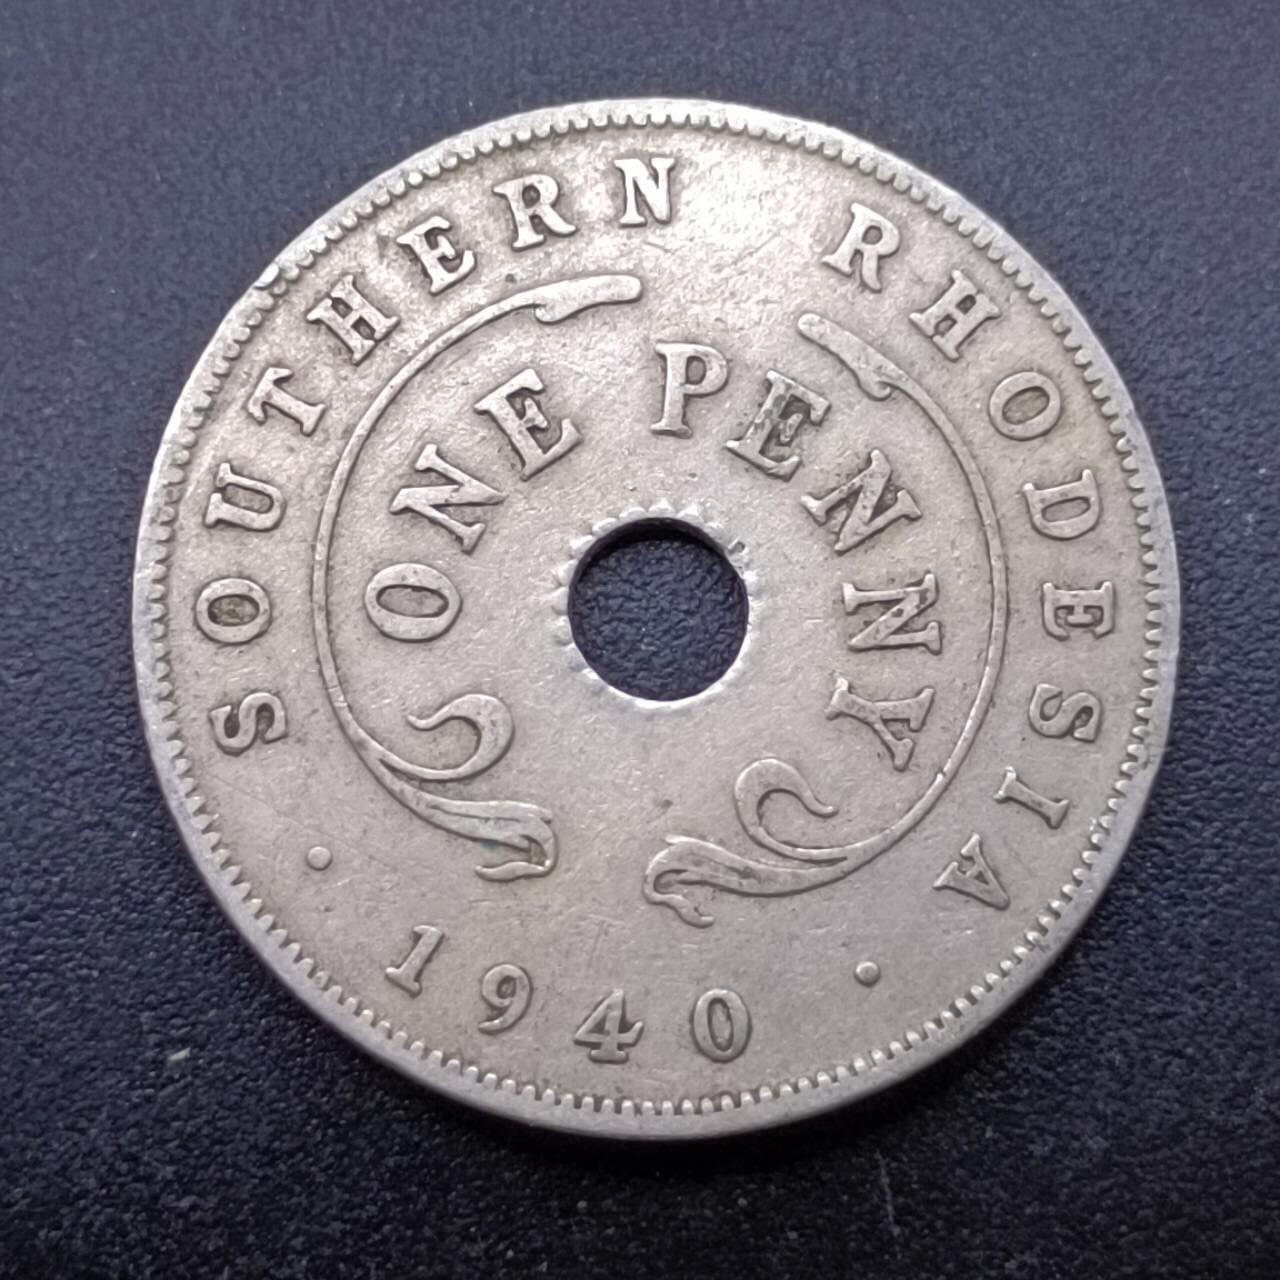 SOUTHERN RHODESIA
ONE PENNY
· 1940 ·